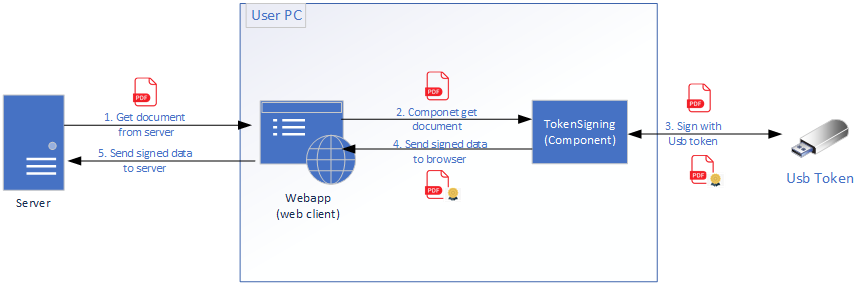 User PC
PDF
1. Get document
from server
5. Send signed data
to server
Server
Webapp
(web client)
PDF
2. Componet get
document
4. Send signed data
to browser
PDF
TokenSigning
(Component)
PDF
3. Sign with
Usb token
PDF
Usb Token